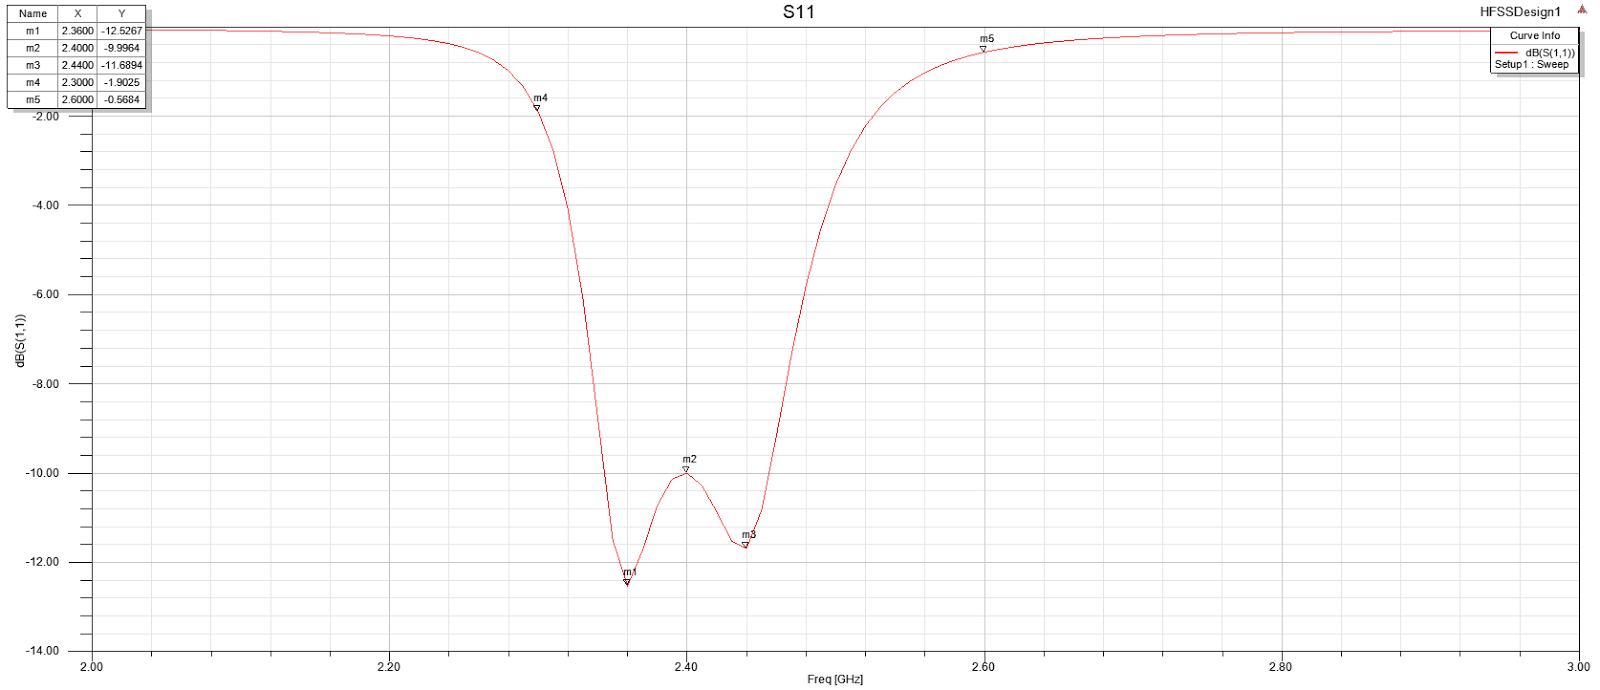 S11
HFSSDesign1
Name X Y
m1 2.3600 -12.5267
m2 2.4000 -9.9964
m3 2.4400 -11.6894
m4 2.3000 -1.9025
m5 2.6000 -0.5684
Curve Info
dB(S(1,1))
Setup1 : Sweep
m5
m4
m2
m3
m1
-2.00
-4.00
-6.00
-8.00
-10.00
-12.00
-14.00
dB(S(1,1))
2.00 2.20 2.40 2.60 2.80 3.00
Freq [GHz]